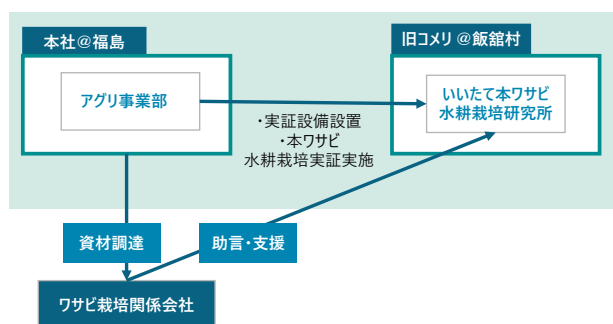 本社@福島
旧コメリ@飯舘村
アグリ事業部
いいたて本ワサビ
水耕栽培研究所
・実証設備設置
・本ワサビ
水耕栽培実証実施
資材調達
助言・支援
ワサビ栽培関係会社